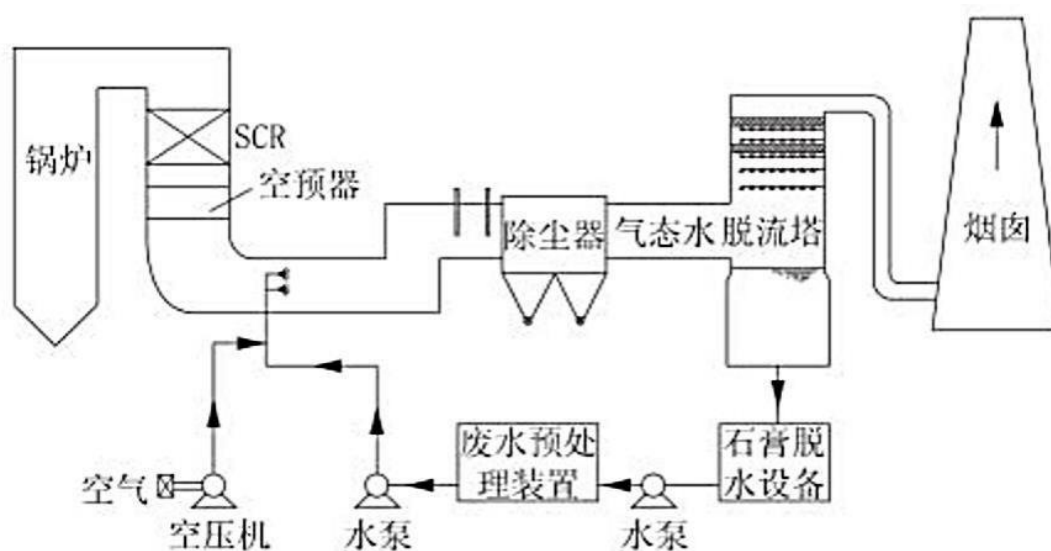 锅炉
SCR
空预器
除尘器
气态水
脱流塔
烟囱
空气
空压机
水泵
废水预处
理装置
水泵
石膏脱
水设备